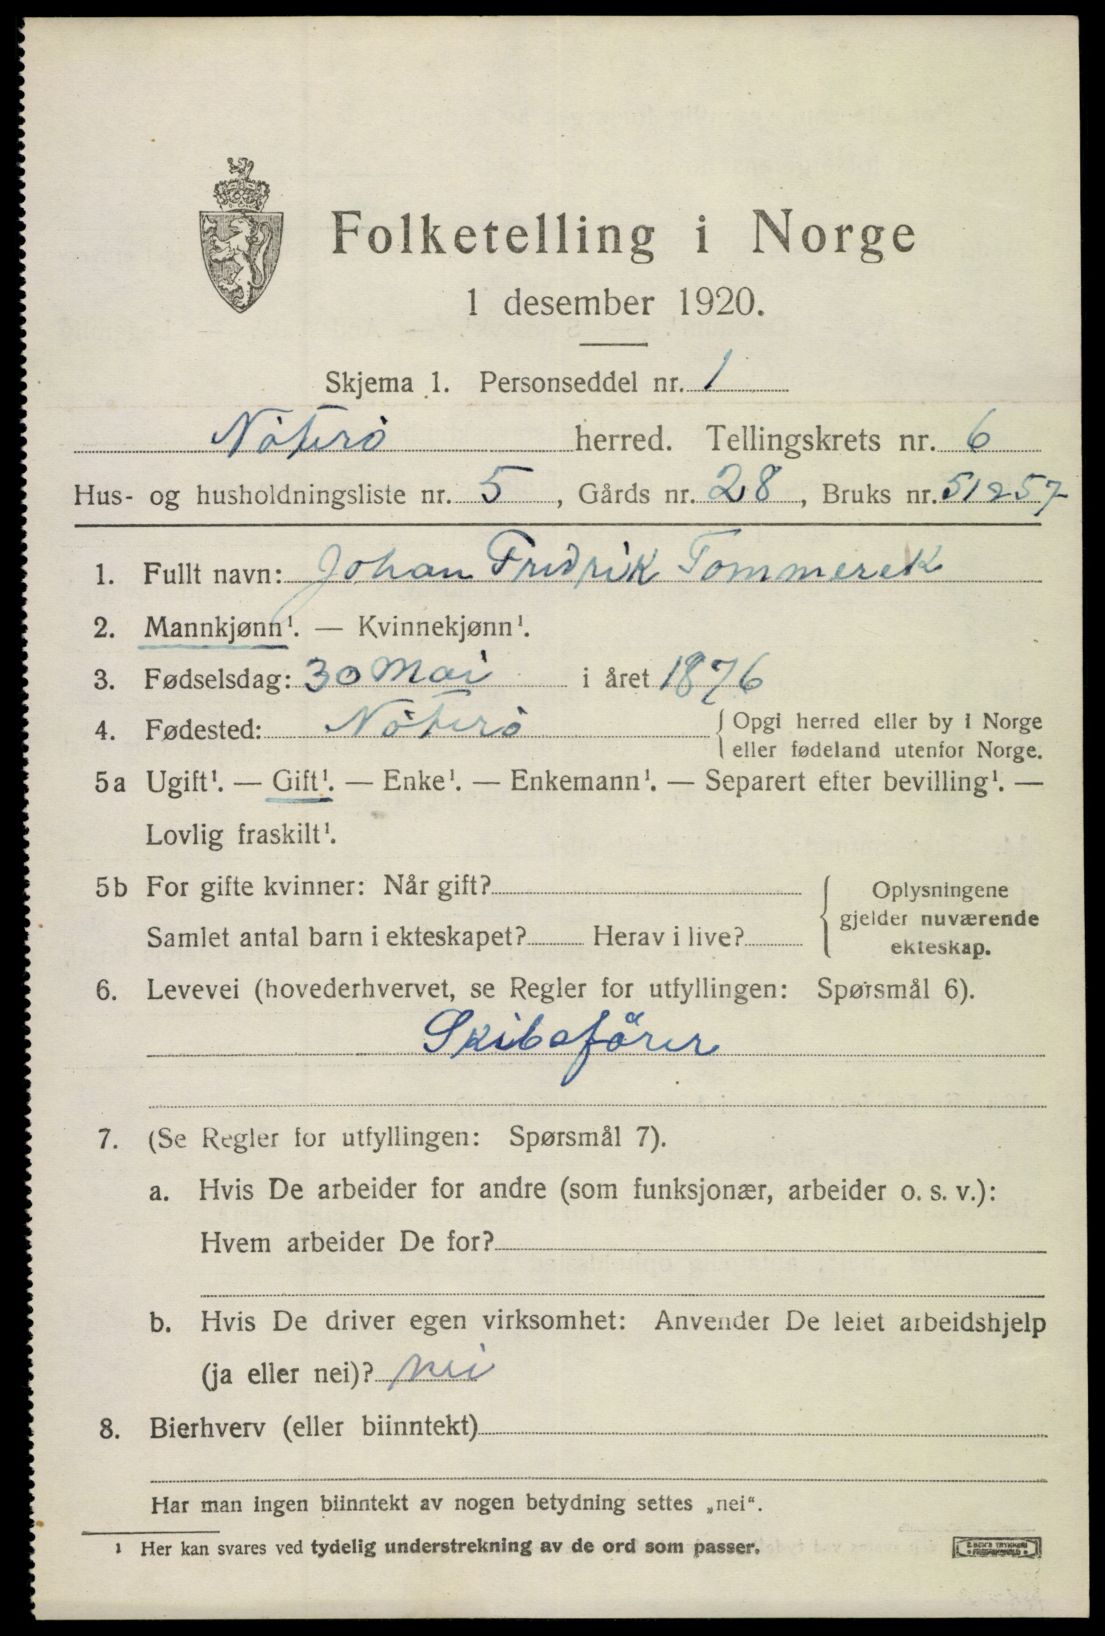 Folketelling i Norge
1 desember 1920.
Skjema 1. Personseddel nr. 1
Nøterø herred. Tellingskrets nr. 6
Hus- og husholdningsliste nr. 5, Gårds nr. 28, Bruks nr. 51 257
1. Fullt navn: Johan Fridrik Tommerek
2. Mannkjønn¹. — Kvinnekjønn¹.
3. Fødselsdag: 30 Mai i året 1876
4. Fødested: Nøterø { Opgi herred eller by i Norge
eller fødeland utenfor Norge.
5a Ugift¹. — Gift¹. — Enke¹. — Enkemann¹. — Separert efter bevilling¹. —
Lovlig fraskilt¹.
5b For gifte kvinner: Når gift? { Oplysningene
gjelder nuværende
Samlet antal barn i ekteskapet? Herav i live? ekteskap.
6. Levevei (hovederhvervet, se Regler for utfyllingen: Spørsmål 6).
Skibsförer
7. (Se Regler for utfyllingen: Spørsmål 7).
a. Hvis De arbeider for andre (som funksjonær, arbeider o. s. v.):
Hvem arbeider De for?
b. Hvis De driver egen virksomhet: Anvender De leiet arbeidshjelp
(ja eller nei)? nei
8. Bierhverv (eller biinntekt)
Har man ingen biinntekt av nogen betydning settes „nei“.
¹ Her kan svares ved tydelig understrekning av de ord som passer.